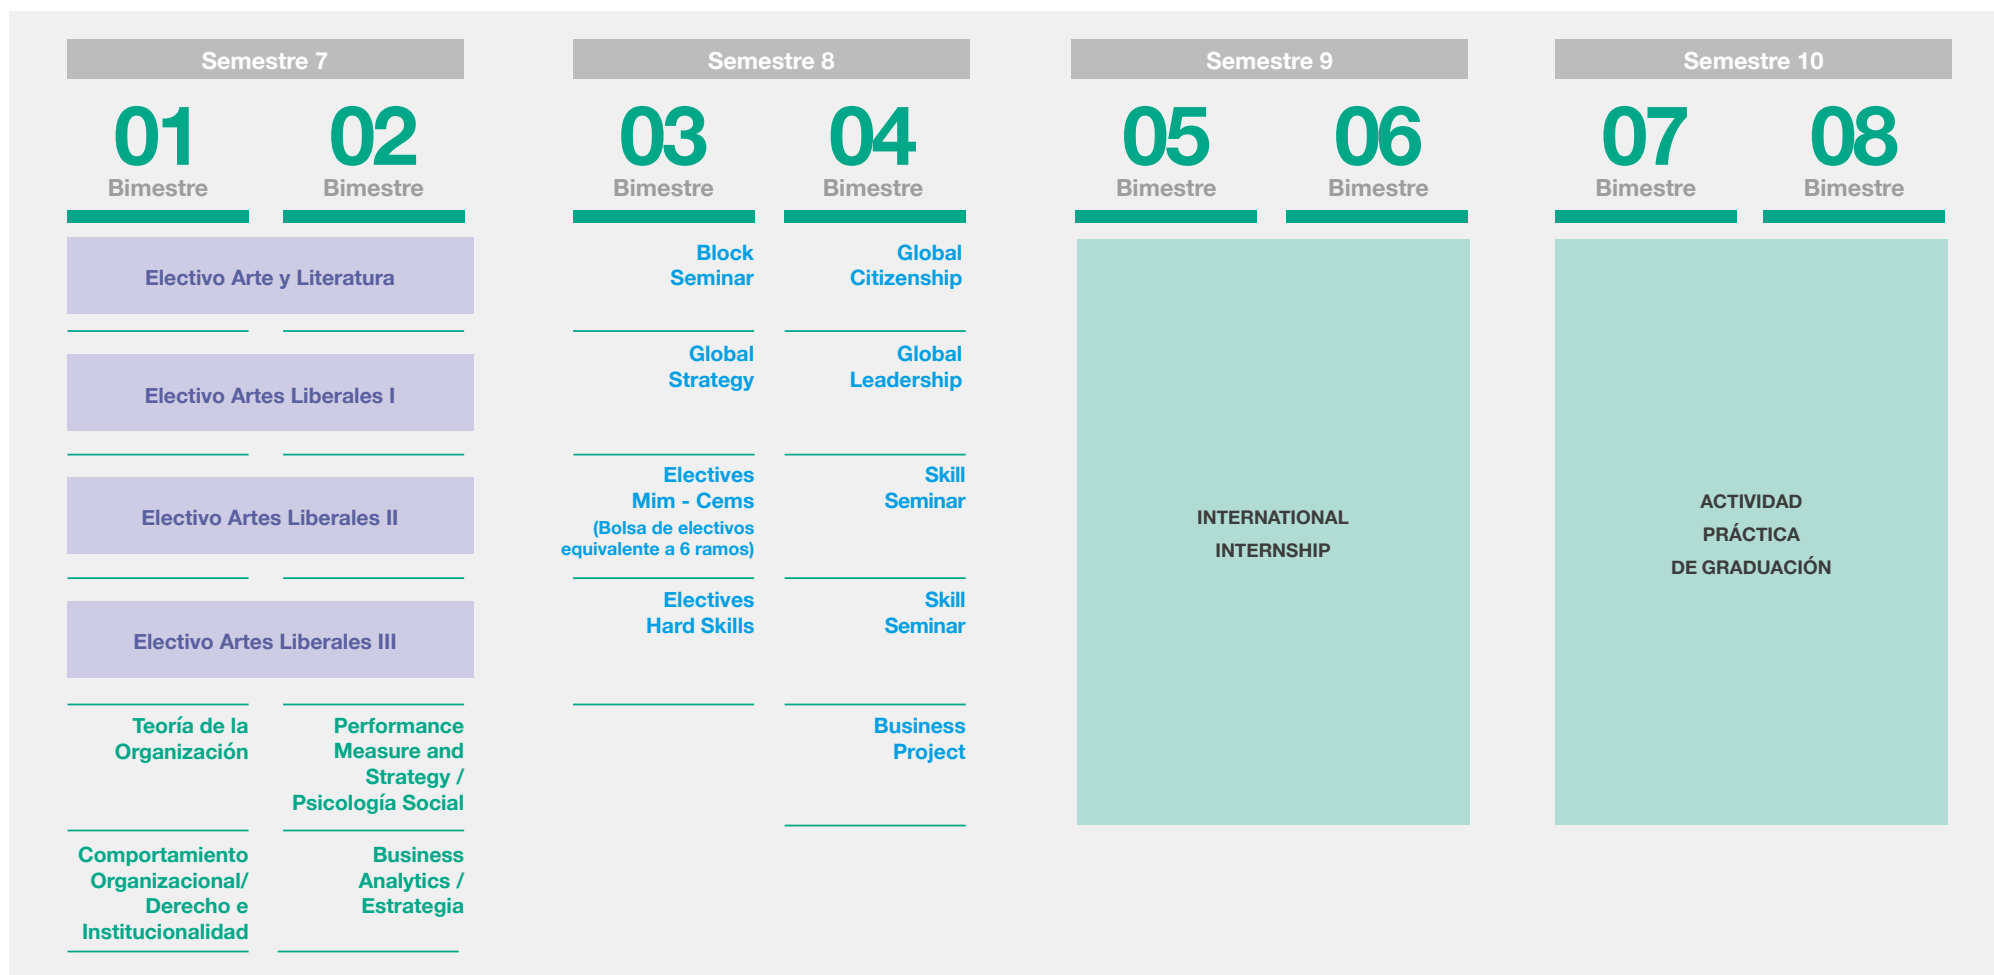 Semestre 7
01
Bimestre
02
Bimestre
Electivo Arte y Literatura
Electivo Artes Liberales I
Electivo Artes Liberales II
Electivo Artes Liberales III
Teoría de la
Organización
Comportamiento
Organizacional/
Derecho e
Institucionalidad
Performance
Measure and
Strategy /
Psicología Social
Business
Analytics /
Estrategia
Semestre 8
03
Bimestre
Block
Seminar
Global
Strategy
Electives
Mim - Cems
(Bolsa de electivos
equivalente a 6 ramos)
Electives
Hard Skills
04
Bimestre
Global
Citizenship
Global
Leadership
Skill
Seminar
Skill
Seminar
Business
Project
Semestre 9
05
Bimestre
06
Bimestre
INTERNATIONAL
INTERNSHIP
Semestre 10
07
Bimestre
08
Bimestre
ACTIVIDAD
PRÁCTICA
DE GRADUACIÓN